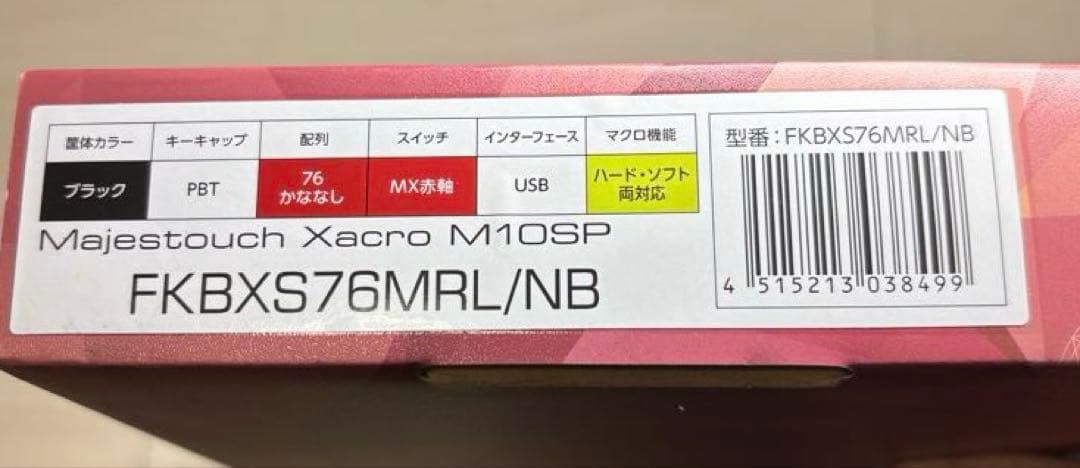 筐体カラー キーキャップ 配列 スイッチ インターフェース マクロ機能
ブラック PBT 76 かななし MX赤軸 USB ハード・ソフト 両対応
Majestouch Xacro M10SP
FKBXS76MRL/NB
型番：FKBXS76MRL/NB
4 515213 038499